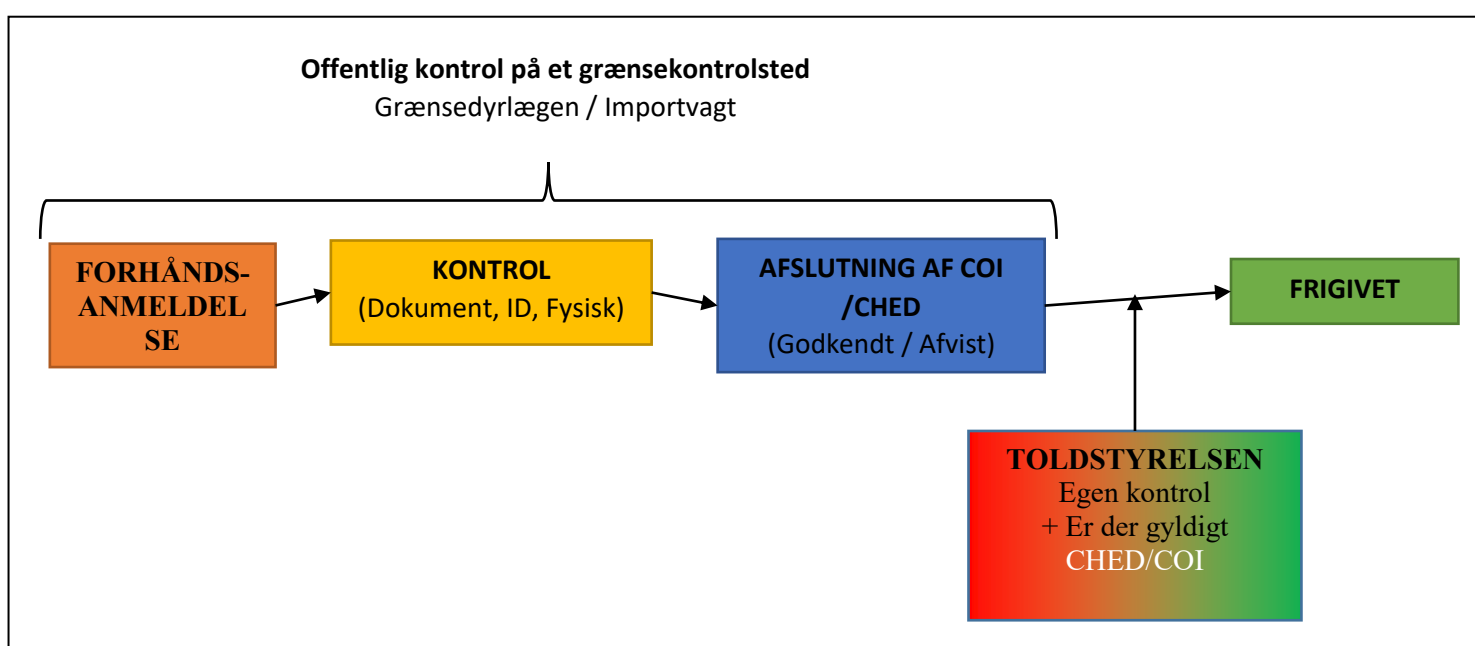 Offentlig kontrol på et grænsekontrolsted
Grænsedyrlægen / Importvagt
FORHÅNDS-
ANMELDEL
SE
KONTROL
(Dokument, ID, Fysisk)
AFSLUTNING AF COI
/CHED
(Godkendt / Afvist)
FRIGIVET
TOLDSTYRELSEN
Egen kontrol
+ Er der gyldigt
CHED/COI